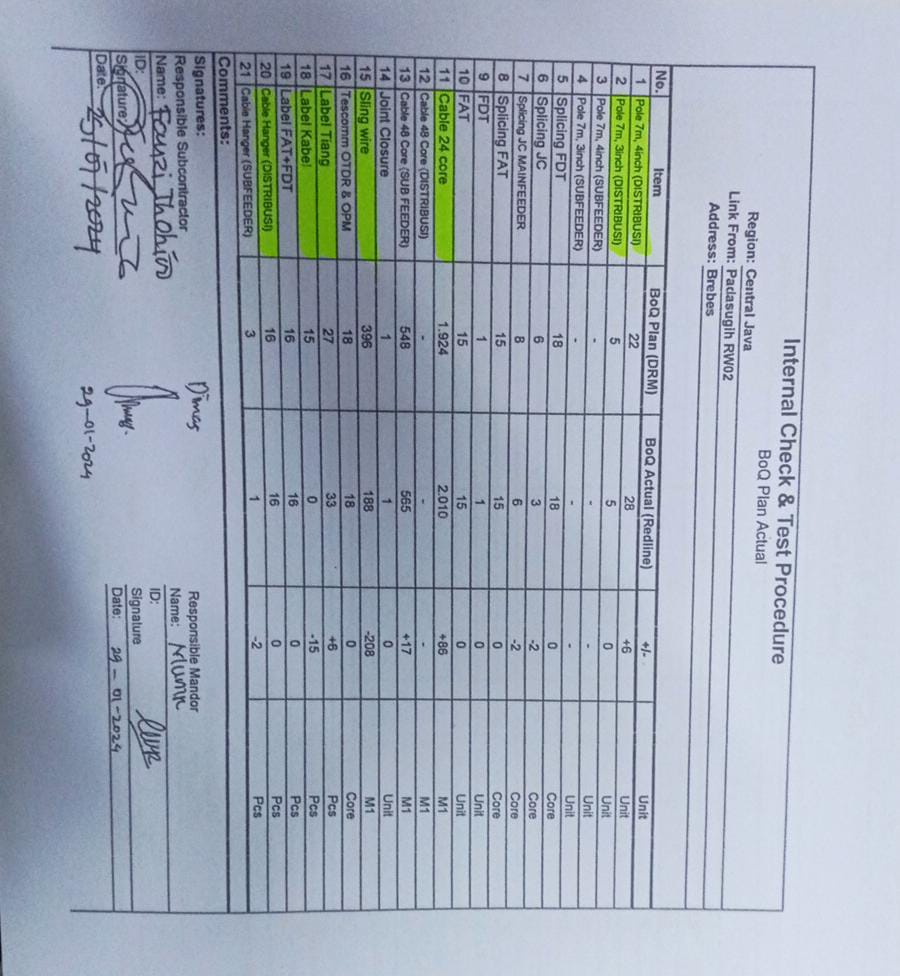 Internal Check & Test Procedure
BoQ Plan Actual
Region: Central Java
Link From: Padasugih RW02
Address: Brebes
No. Item BoQ Plan (DRM) BoQ Actual (Redline) +/- Unit
1 Pole 7m, 4inch (DISTRIBUSI) 22 28 +6 Unit
2 Pole 7m, 3inch (DISTRIBUSI) 5 5 0 Unit
3 Pole 7m, 4inch (SUBFEEDER) - - - Unit
4 Pole 7m, 3inch (SUBFEEDER) - - - Unit
5 Splicing FDT 18 18 0 Core
6 Splicing JC 6 3 -2 Core
7 Splicing JC MAINFEEDER 8 6 -2 Core
8 Splicing FAT 15 15 0 Core
9 FDT 1 1 0 Unit
10 FAT 15 15 0 Unit
11 Cable 24 core 1.924 2.010 +86 M1
12 Cable 48 Core (DISTRIBUSI) - - - M1
13 Cable 48 Core (SUB FEEDER) 548 565 +17 M1
14 Joint Closure 1 1 0 Unit
15 Sling wire 396 188 -208 M1
16 Tescomm OTDR & OPM 18 18 0 Core
17 Label Tiang 27 33 +6 Pcs
18 Label Kabel 15 0 -15 Pcs
19 Label FAT+FDT 16 16 0 Pcs
20 Cable Hanger (DISTRIBUSI) 16 16 0 Pcs
21 Cable Hanger (SUBFEEDER) 3 1 -2 Pcs
Comments:
Signatures:
Responsible Subcontractor
Name: Fauzi
ID:
Signature:
Date:
Dimas
29-01-2024
Responsible Mandor
Name:
ID:
Signature
Date: 29-01-2024